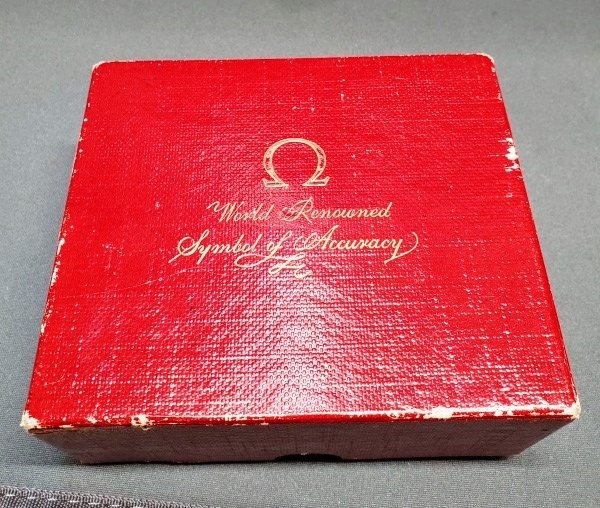 Ω
World Renowned
Symbol of Accuracy